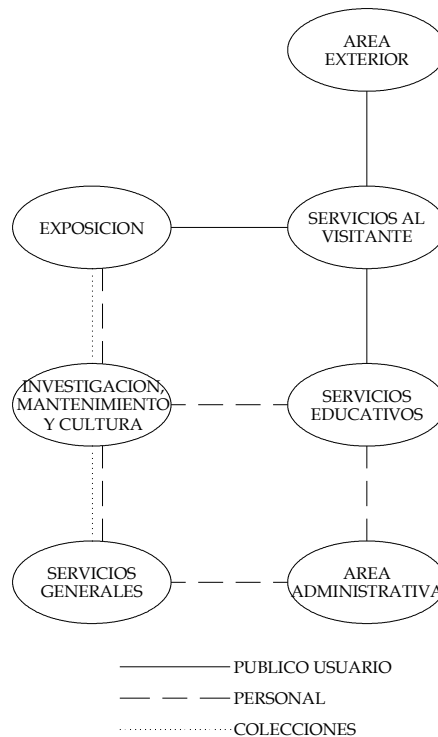 AREA
EXTERIOR
EXPOSICION
SERVICIOS AL
VISITANTE
INVESTIGACION,
MANTENIMIENTO
Y CULTURA
SERVICIOS
EDUCATIVOS
SERVICIOS
GENERALES
AREA
ADMINISTRATIVA
PUBLICO USUARIO
PERSONAL
COLECCIONES